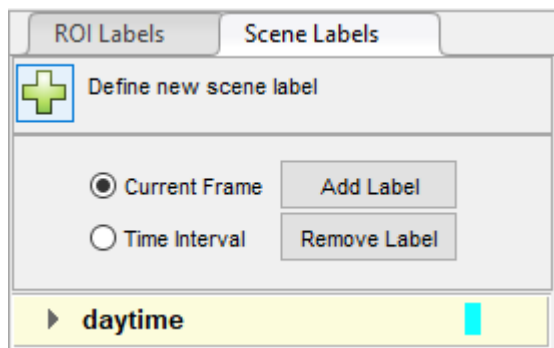 ROI Labels Scene Labels
Define new scene label
Current Frame Add Label
Time Interval Remove Label
daytime